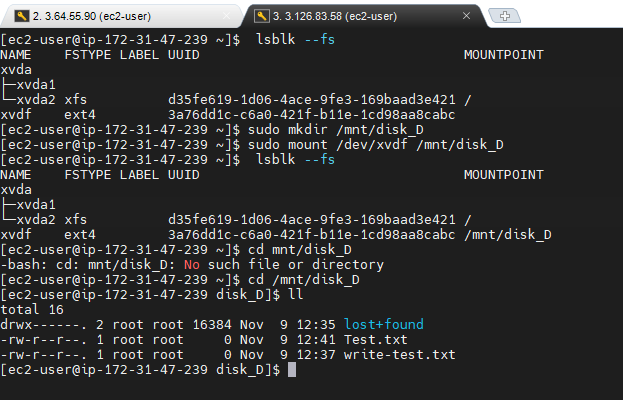 2. 3.64.55.90 (ec2-user) 3. 3.126.83.58 (ec2-user)
[ec2-user@ip-172-31-47-239 ~]$  lsblk --fs
NAME    FSTYPE LABEL UUID                                 MOUNTPOINT
xvda
├─xvda1
└─xvda2 xfs          d35fe619-1d06-4ace-9fe3-169baad3e421 /
xvdf    ext4         3a76dd1c-c6a0-421f-b11e-1cd98aa8cabc
[ec2-user@ip-172-31-47-239 ~]$ sudo mkdir /mnt/disk_D
[ec2-user@ip-172-31-47-239 ~]$ sudo mount /dev/xvdf /mnt/disk_D
[ec2-user@ip-172-31-47-239 ~]$  lsblk --fs
NAME    FSTYPE LABEL UUID                                 MOUNTPOINT
xvda
├─xvda1
└─xvda2 xfs          d35fe619-1d06-4ace-9fe3-169baad3e421 /
xvdf    ext4         3a76dd1c-c6a0-421f-b11e-1cd98aa8cabc /mnt/disk_D
[ec2-user@ip-172-31-47-239 ~]$ cd mnt/disk_D
-bash: cd: mnt/disk_D: No such file or directory
[ec2-user@ip-172-31-47-239 ~]$ cd /mnt/disk_D
[ec2-user@ip-172-31-47-239 disk_D]$ ll
total 16
drwx------. 2 root root 16384 Nov  9 12:35 lost+found
-rw-r--r--. 1 root root     0 Nov  9 12:41 Test.txt
-rw-r--r--. 1 root root     0 Nov  9 12:37 write-test.txt
[ec2-user@ip-172-31-47-239 disk_D]$